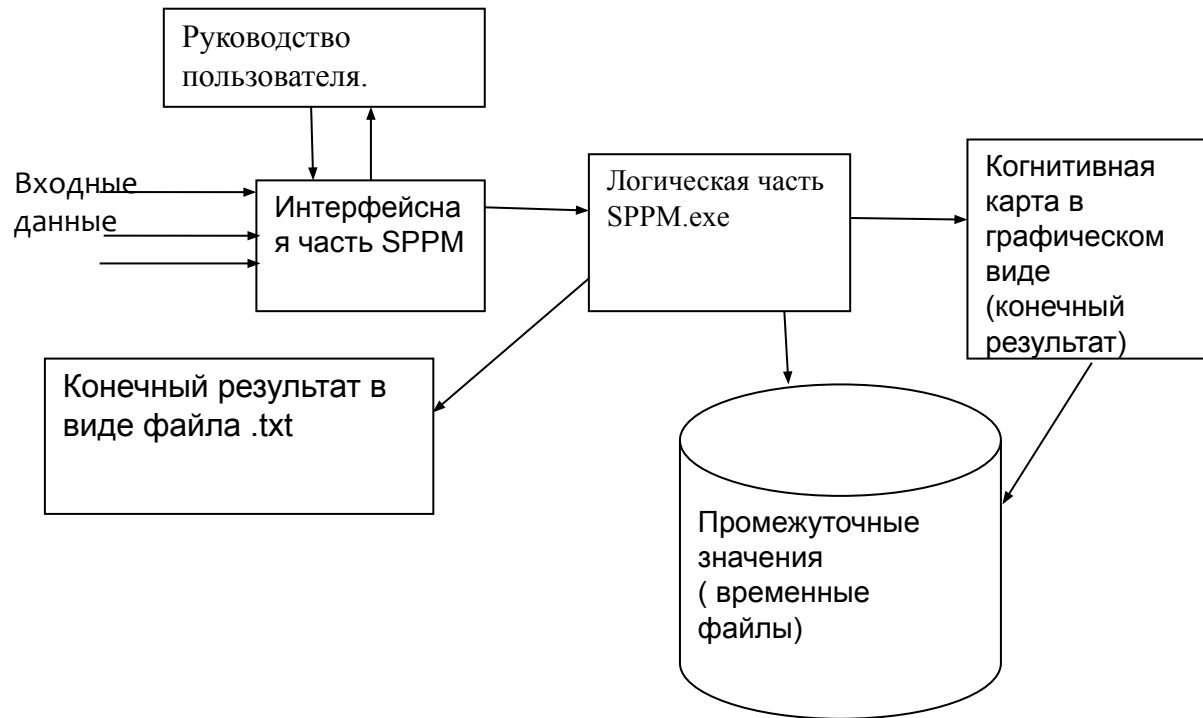 Руководство
пользователя.
Входные
данные
Интерфейсна
я часть SPPM
Логическая часть
SPPM.exe
Когнитивная
карта в
графическом
виде
(конечный
результат)
Конечный результат в
виде файла .txt
Промежуточные
значения
( временные
файлы)